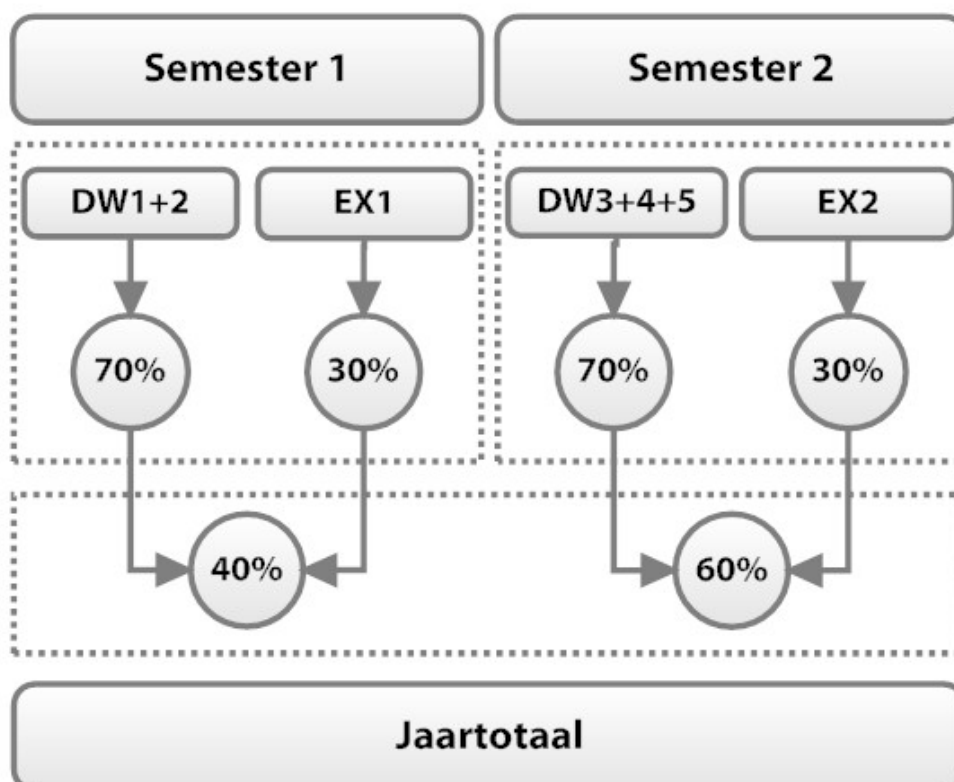 Semester 1
Semester 2
DW1+2
EX1
DW3+4+5
EX2
70%
30%
70%
30%
40%
60%
Jaartotaal